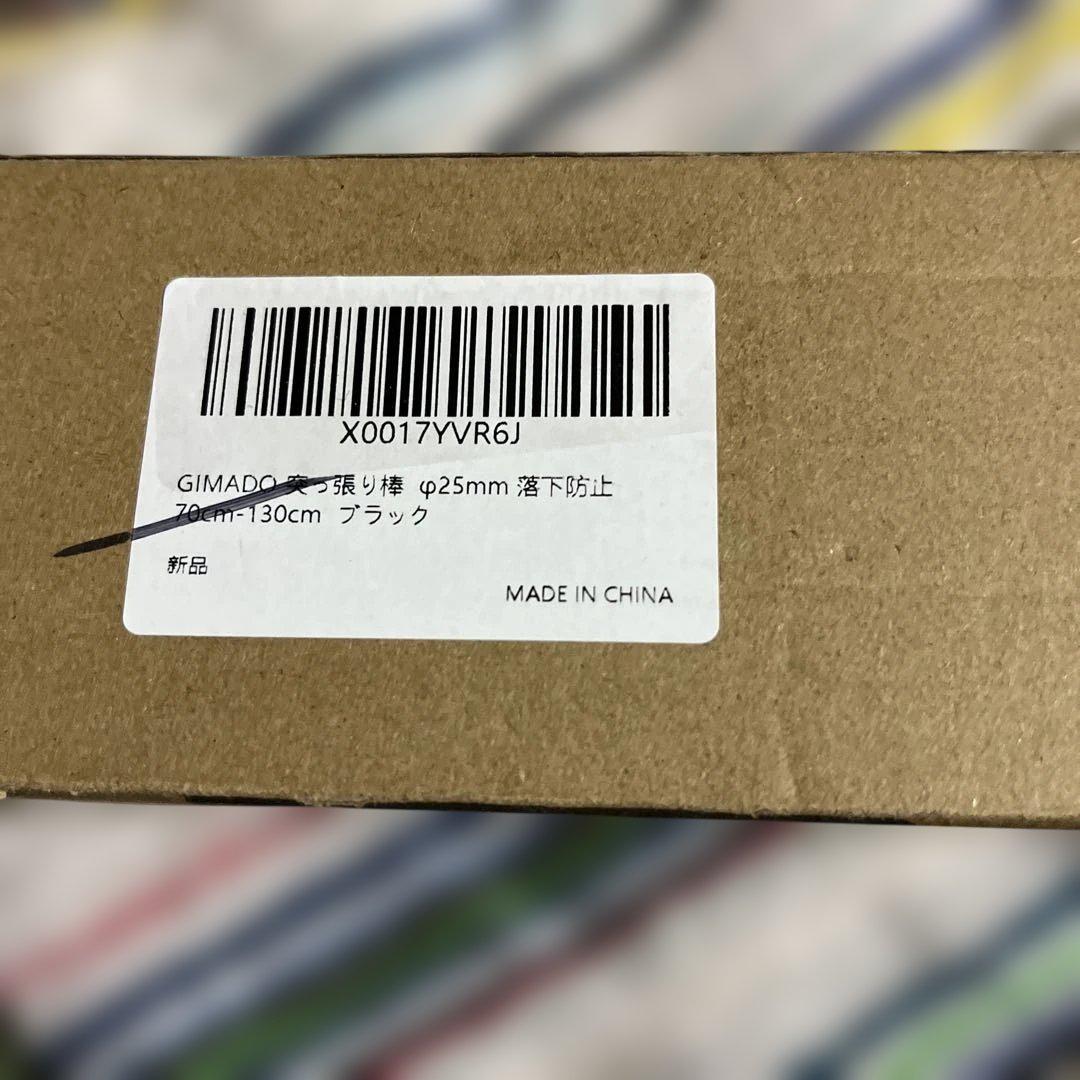 X0017YVR6J
GIMADO 突っ張り棒 φ25mm 落下防止
70cm-130cm ブラック
新品
MADE IN CHINA